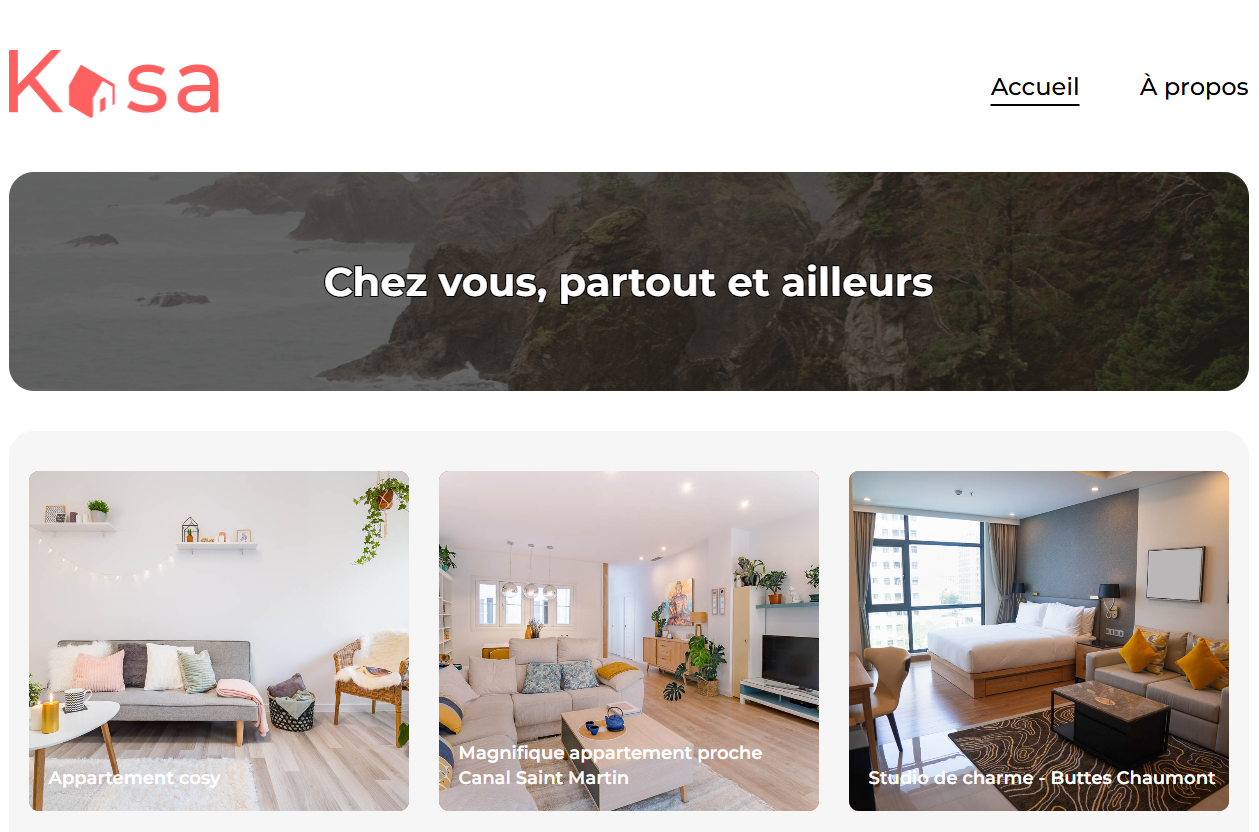 Kasa
Accueil
À propos
Chez vous, partout et ailleurs
Appartement cosy
Magnifique appartement proche
Canal Saint Martin
Studio de charme - Buttes Chaumont